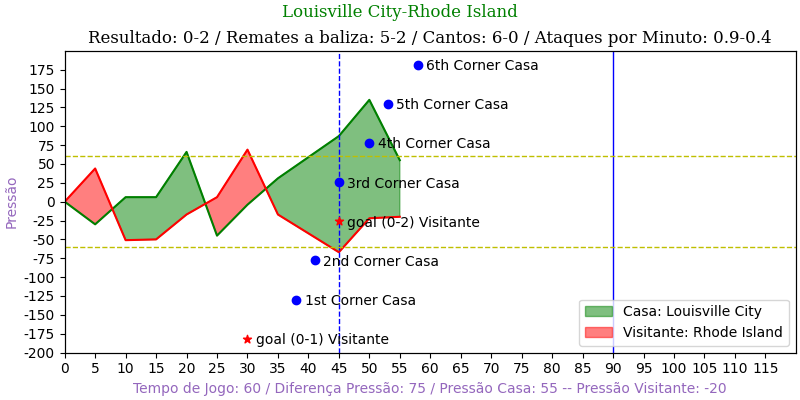 Louisville City-Rhode Island
Resultado: 0-2 / Remates a baliza: 5-2 / Cantos: 6-0 / Ataques por Minuto: 0.9-0.4
Pressão
175
150
125
100
75
50
25
0
-25
-50
-75
-100
-125
-150
-175
-200
6th Corner Casa
5th Corner Casa
4th Corner Casa
3rd Corner Casa
goal (0-2) Visitante
2nd Corner Casa
1st Corner Casa
goal (0-1) Visitante
Casa: Louisville City
Visitante: Rhode Island
0 5 10 15 20 25 30 35 40 45 50 55 60 65 70 75 80 85 90 95 100 105 110 115
Tempo de Jogo: 60 / Diferença Pressão: 75 / Pressão Casa: 55 -- Pressão Visitante: -20